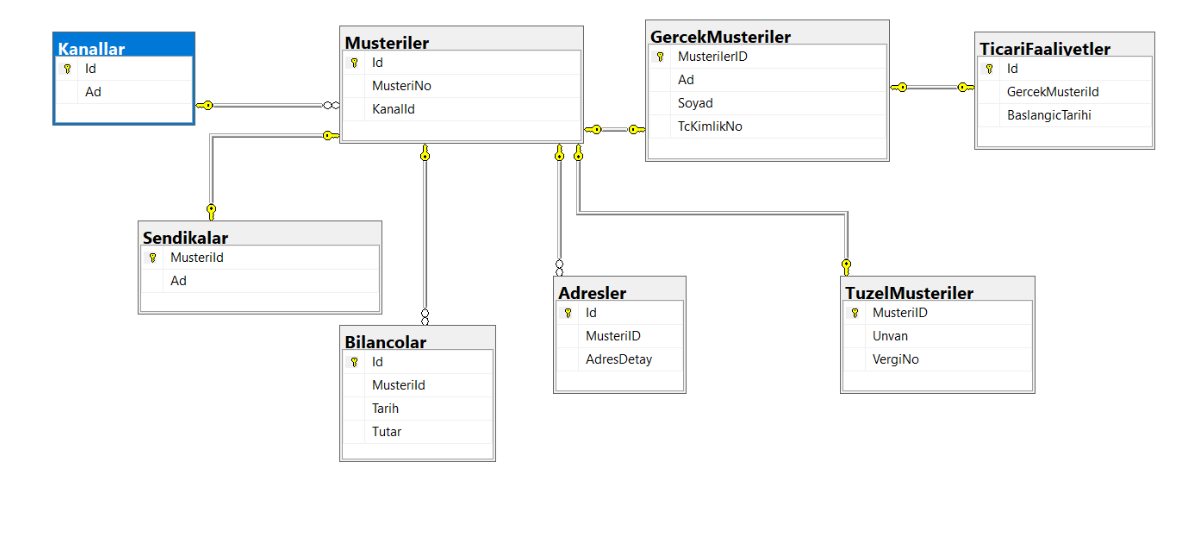 Kanallar
Id
Ad
Musteriler
Id
MusteriNo
KanalId
GercekMusteriler
MusterilerID
Ad
Soyad
TcKimlikNo
TicariFaaliyetler
Id
GercekMusteriId
BaslangicTarihi
Sendikalar
MusteriId
Ad
Bilancolar
Id
MusteriId
Tarih
Tutar
Adresler
Id
MusteriID
AdresDetay
TuzelMusteriler
MusteriID
Unvan
VergiNo